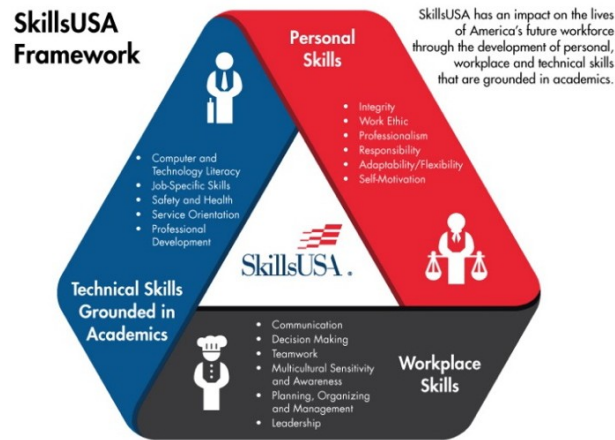 SkillsUSA
Framework
SkillsUSA has an impact on the lives
of America's future workforce
through the development of personal,
workplace and technical skills
that are grounded in academics.
Personal
Skills
• Integrity
• Work Ethic
• Professionalism
• Responsibility
• Adaptability/Flexibility
• Self-Motivation
• Computer and
Technology Literacy
• Job-Specific Skills
• Safety and Health
• Service Orientation
• Professional
Development
Technical Skills
Grounded in
Academics
SkillsUSA®
• Communication
• Decision Making
• Teamwork
• Multicultural Sensitivity
and Awareness
• Planning, Organizing
and Management
• Leadership
Workplace
Skills